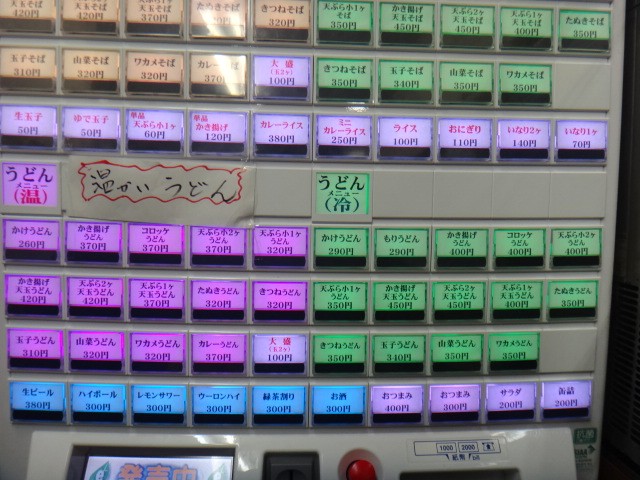 420円 420円 370円 320円 320円 350円 450円 450円 400円 たぬきそば 350円
玉子そば 310円
山菜そば 320円
ワカメそば 320円
370円
大盛 (玉2ヶ) 100円
きつねそば 350円
玉子そば 340円
山菜そば 350円
ワカメそば 350円
生玉子 50円
ゆで玉子 50円
単品 天ぷら小1ヶ 60円
単品 かき揚げ 120円
カレーライス 380円
ミニ カレーライス 250円
ライス 100円
おにぎり 110円
いなり2ヶ 140円
いなり1ヶ 70円
うどん
メニュー
(温)
温かい うどん
うどん
メニュー
(冷)
かけうどん 260円
かき揚げ うどん 370円
コロッケ うどん 370円
天ぷら小2ヶ うどん 370円
天ぷら小1ヶ うどん 320円
かけうどん 290円
もりうどん 290円
かき揚げ うどん 400円
コロッケ うどん 400円
天ぷら小2ヶ うどん 400円
かき揚げ 天玉うどん 420円
天ぷら2ヶ 天玉うどん 420円
天ぷら1ヶ 天玉うどん 370円
たぬきうどん 320円
きつねうどん 320円
天ぷら小1ヶ うどん 350円
かき揚げ 天玉うどん 450円
天ぷら2ヶ 天玉うどん 450円
天ぷら1ヶ 天玉うどん 400円
たぬきうどん 350円
玉子うどん 310円
山菜うどん 320円
ワカメうどん 320円
カレーうどん 370円
大盛 (玉2ヶ) 100円
きつねうどん 350円
玉子うどん 340円
山菜うどん 350円
ワカメうどん 350円
生ビール 380円
ハイボール 300円
レモンサワー 300円
ウーロンハイ 300円
緑茶割り 300円
お酒 300円
おつまみ 400円
おつまみ 300円
サラダ 200円
缶詰 200円
発売中
1000 2000
紙幣